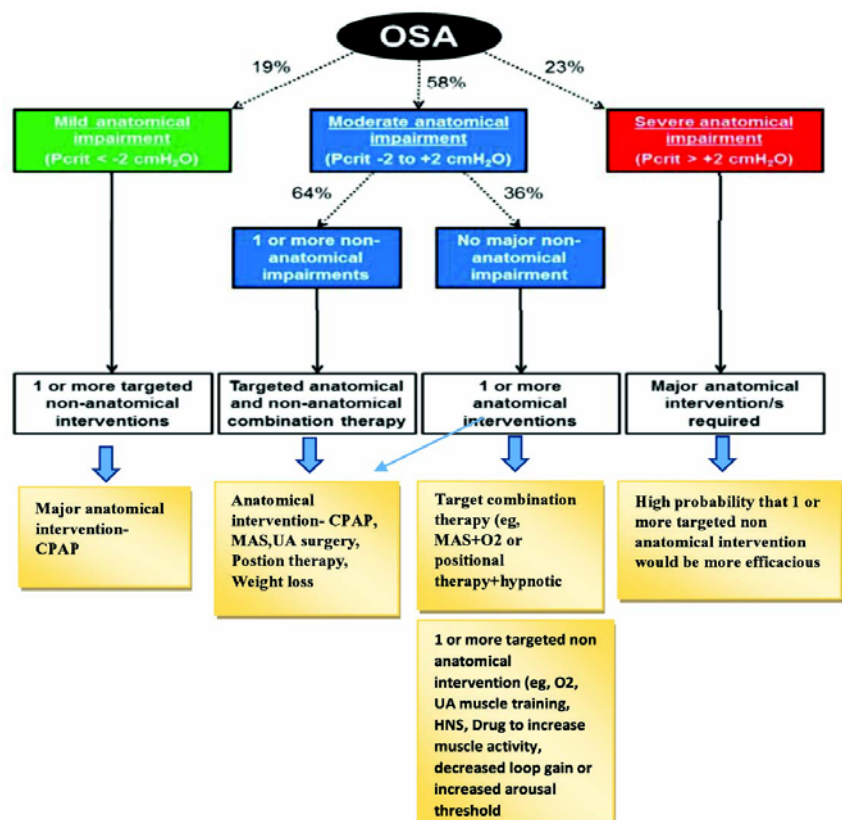 OSA
19%
58%
23%
Mild anatomical
impairment
(Pcrit < -2 cmH₂O)
Moderate anatomical
impairment
(Pcrit -2 to +2 cmH₂O)
Severe anatomical
impairment
(Pcrit > +2 cmH₂O)
64%
36%
1 or more non-
anatomical
impairments
No major non-
anatomical
impairment
1 or more targeted
non-anatomical
interventions
Targeted anatomical
and non-anatomical
combination therapy
1 or more
anatomical
interventions
Major anatomical
intervention/s
required
Major anatomical
intervention-
CPAP
Anatomical
intervention- CPAP,
MAS,UA surgery,
Postion therapy,
Weight loss
Target combination
therapy (eg,
MAS+O2 or
positional
therapy+hypnotic
High probability that 1 or
more targeted non
anatomical intervention
would be more efficacious
1 or more targeted non
anatomical
intervention (eg, O2,
UA muscle training,
HNS, Drug to increase
muscle activity,
decreased loop gain or
increased arousal
threshold